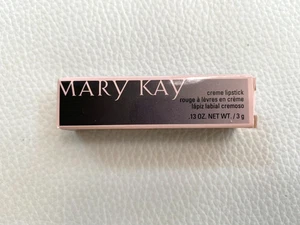 MARY KAY
creme lipstick
rouge à lèvres en crème
lápiz labial cremoso
.13 OZ. NET WT. / 3 g